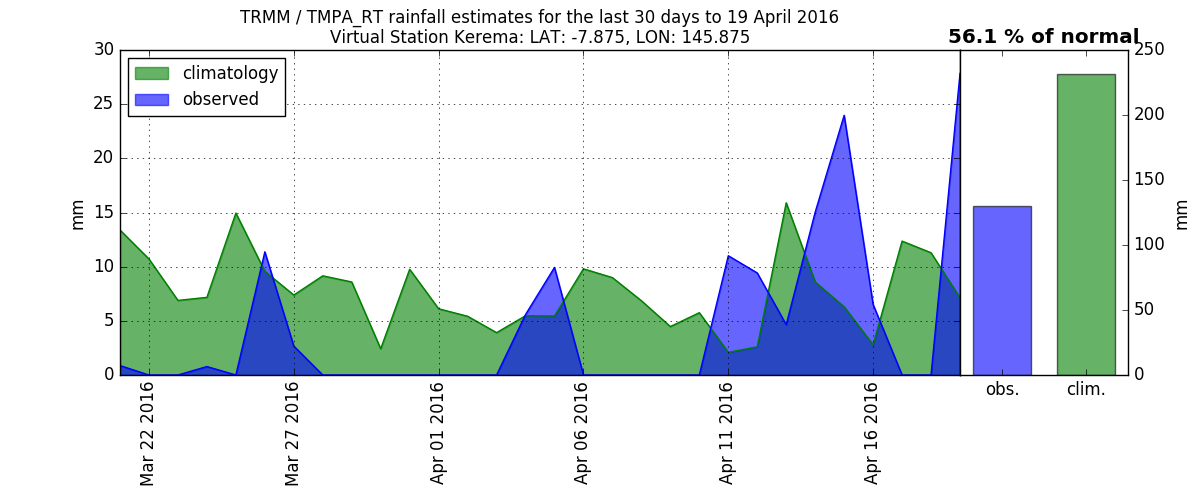 TRMM / TMPA_RT rainfall estimates for the last 30 days to 19 April 2016
Virtual Station Kerema: LAT: -7.875, LON: 145.875
56.1 % of normal
climatology
observed
30
25
20
15
10
5
0
mm
Mar 22 2016
Mar 27 2016
Apr 01 2016
Apr 06 2016
Apr 11 2016
Apr 16 2016
obs.
clim.
250
200
150
100
50
0
mm